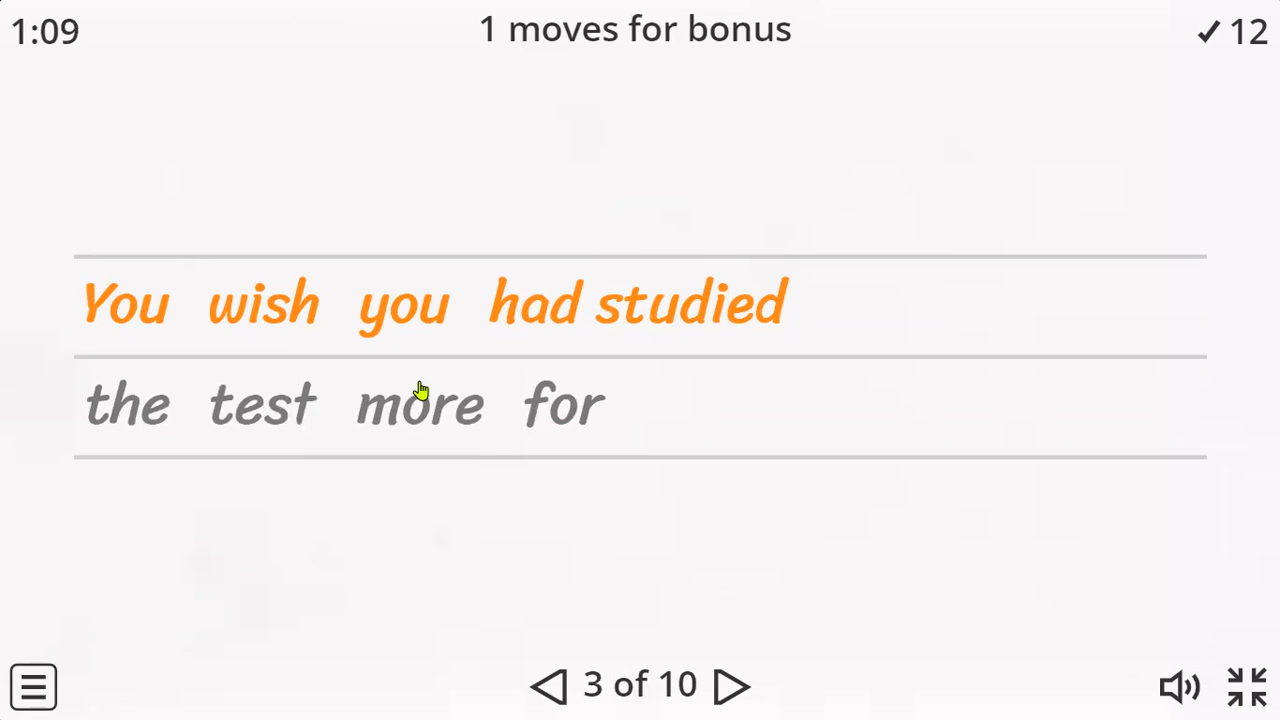 1:09 1 moves for bonus ✓ 12
You wish you had studied
the test more for
3 of 10